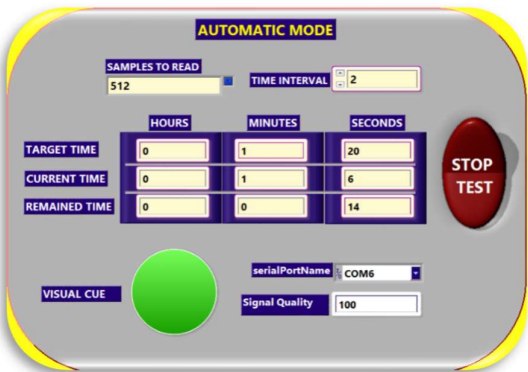 AUTOMATIC MODE
SAMPLES TO READ
512
TIME INTERVAL 2
HOURS MINUTES SECONDS
TARGET TIME 0 1 20
CURRENT TIME 0 1 6
REMAINED TIME 0 0 14
STOP
TEST
serialPortName COM6
VISUAL CUE
Signal Quality 100